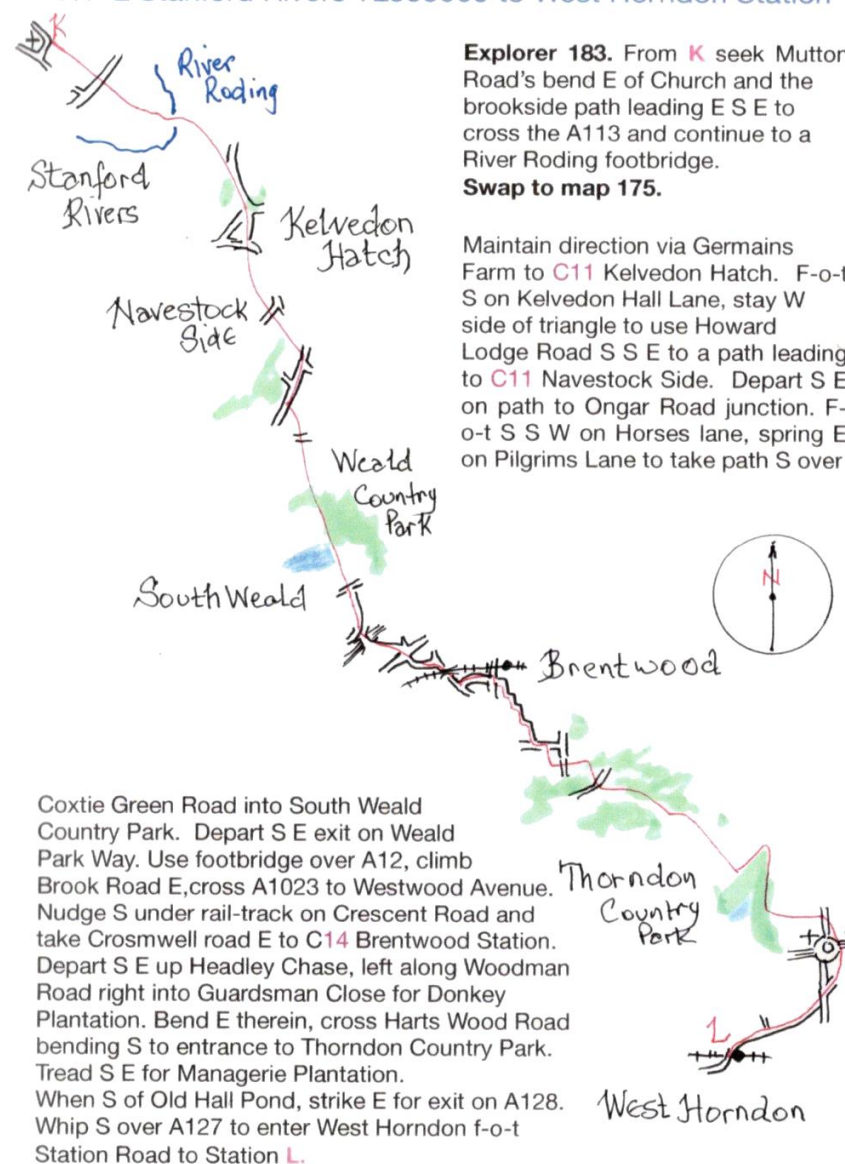 Stanford Rivers to West Horndon Station
K
River
Roding
Stanford
Rivers
Kelvedon
Hatch
Navestock
Side
Explorer 183. From K seek Mutton
Road's bend E of Church and the
brookside path leading E S E to
cross the A113 and continue to a
River Roding footbridge.
Swap to map 175.
Maintain direction via Germains
Farm to C11 Kelvedon Hatch. F-o-t
S on Kelvedon Hall Lane, stay W
side of triangle to use Howard
Lodge Road S S E to a path leading
to C11 Navestock Side. Depart S E
on path to Ongar Road junction. F-
o-t S S W on Horses lane, spring E
on Pilgrims Lane to take path S over
Weald
Country
Park
N
South Weald
Brentwood
Coxtie Green Road into South Weald
Country Park. Depart S E exit on Weald
Park Way. Use footbridge over A12, climb
Brook Road E,cross A1023 to Westwood Avenue.
Nudge S under rail-track on Crescent Road and
take Crosmwell road E to C14 Brentwood Station.
Depart S E up Headley Chase, left along Woodman
Road right into Guardsman Close for Donkey
Plantation. Bend E therein, cross Harts Wood Road
bending S to entrance to Thorndon Country Park.
Tread S E for Managerie Plantation.
When S of Old Hall Pond, strike E for exit on A128.
Whip S over A127 to enter West Horndon f-o-t
Station Road to Station L.
Thorndon
Country
Park
L
West Horndon